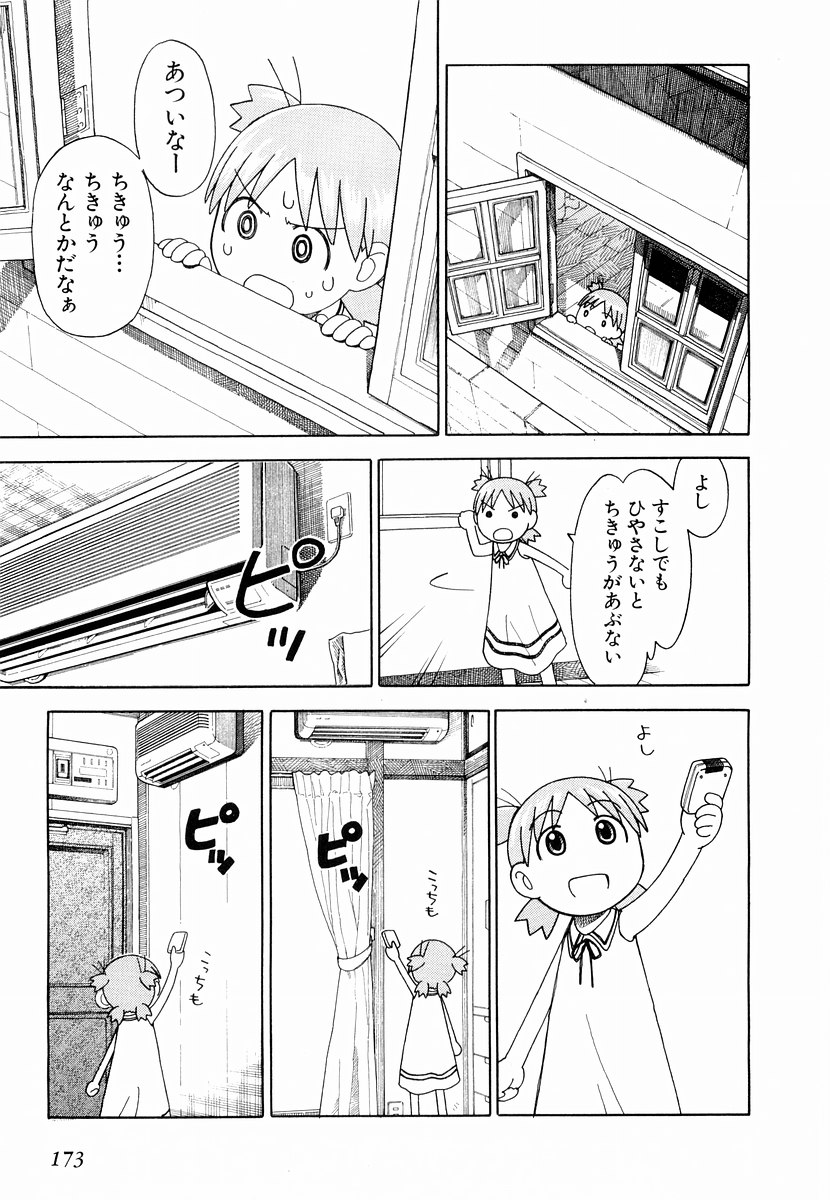 あついなー
ちきゅう…
ちきゅう
なんとかだなぁ
よし
すこしでも
ひやさないと
ちきゅうがあぶない
ピッ
よし
こっちも
ピッ
こっちも
ピッ
173